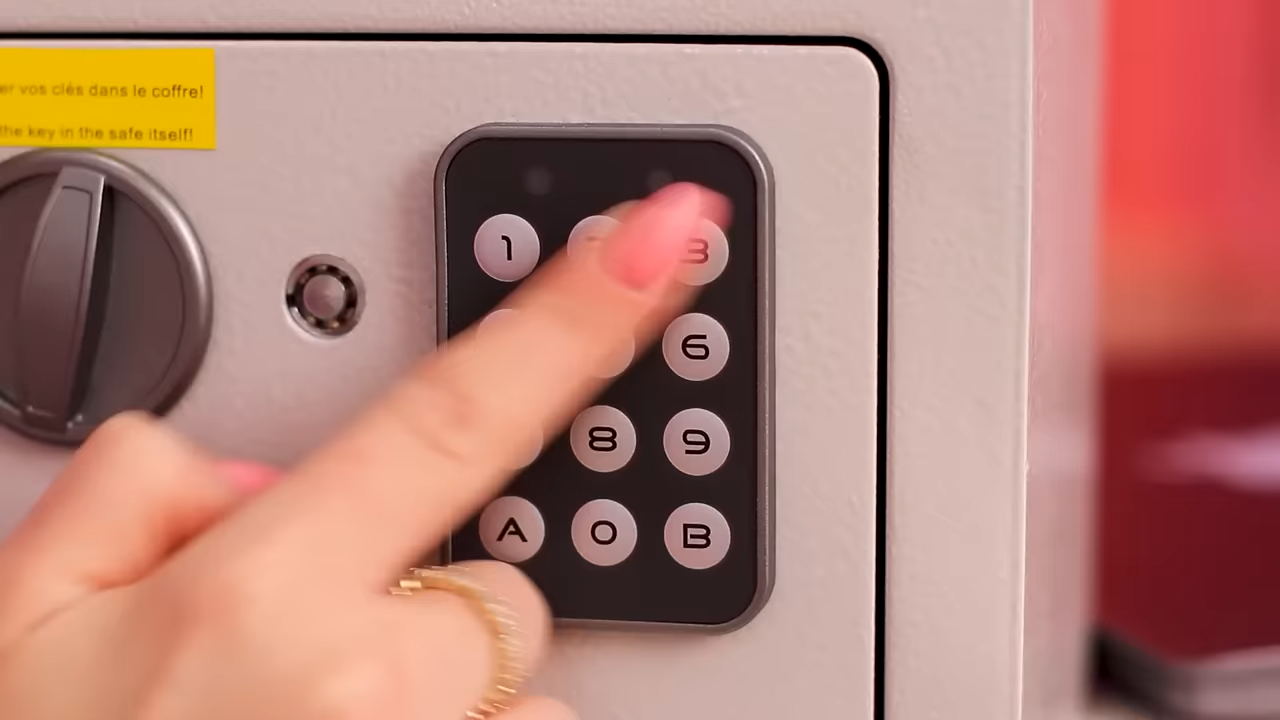 er vos clés dans le coffre!
the key in the safe itself!
1 3
6
8 9
A 0 B